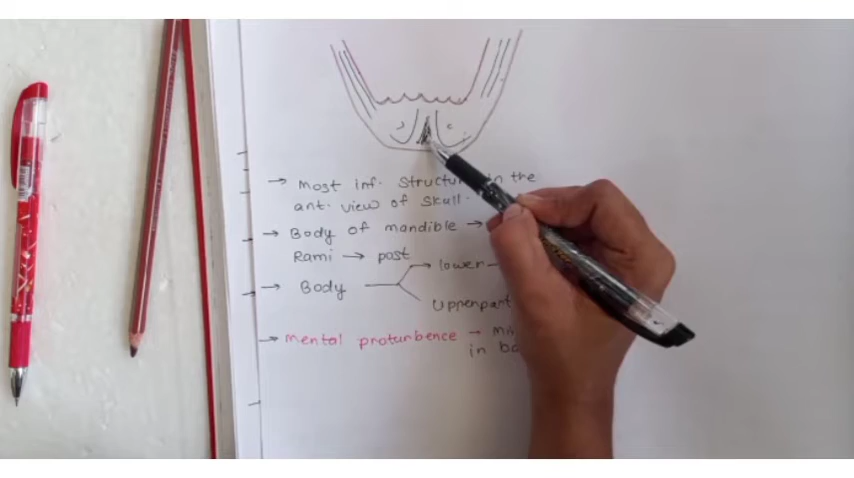 → Most inf. structure in the
ant. view of skull.
→ Body of mandible →
Rami → post
→ Body → lower –
Upperpart
→ Mental proturbence →
in